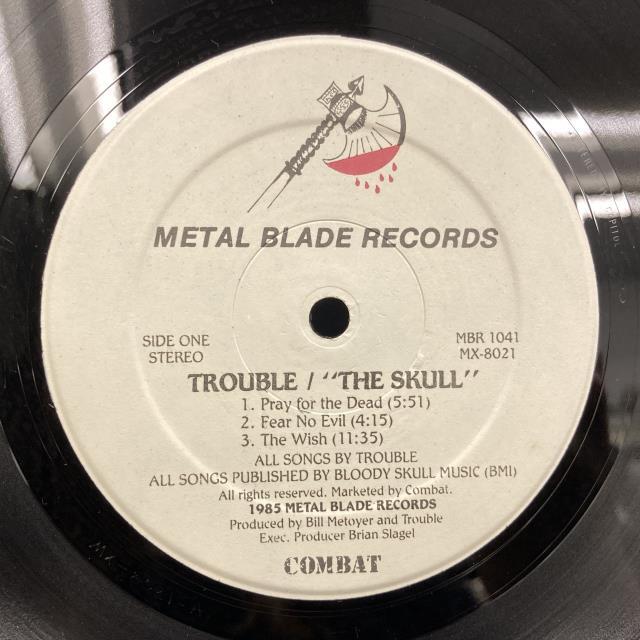 METAL BLADE RECORDS
SIDE ONE
STEREO
MBR 1041
MX-8021
TROUBLE / "THE SKULL"
1. Pray for the Dead (5:51)
2. Fear No Evil (4:15)
3. The Wish (11:35)
ALL SONGS BY TROUBLE
ALL SONGS PUBLISHED BY BLOODY SKULL MUSIC (BMI)
All rights reserved. Marketed by Combat.
1985 METAL BLADE RECORDS
Produced by Bill Metoyer and Trouble
Exec. Producer Brian Slagel
COMBAT